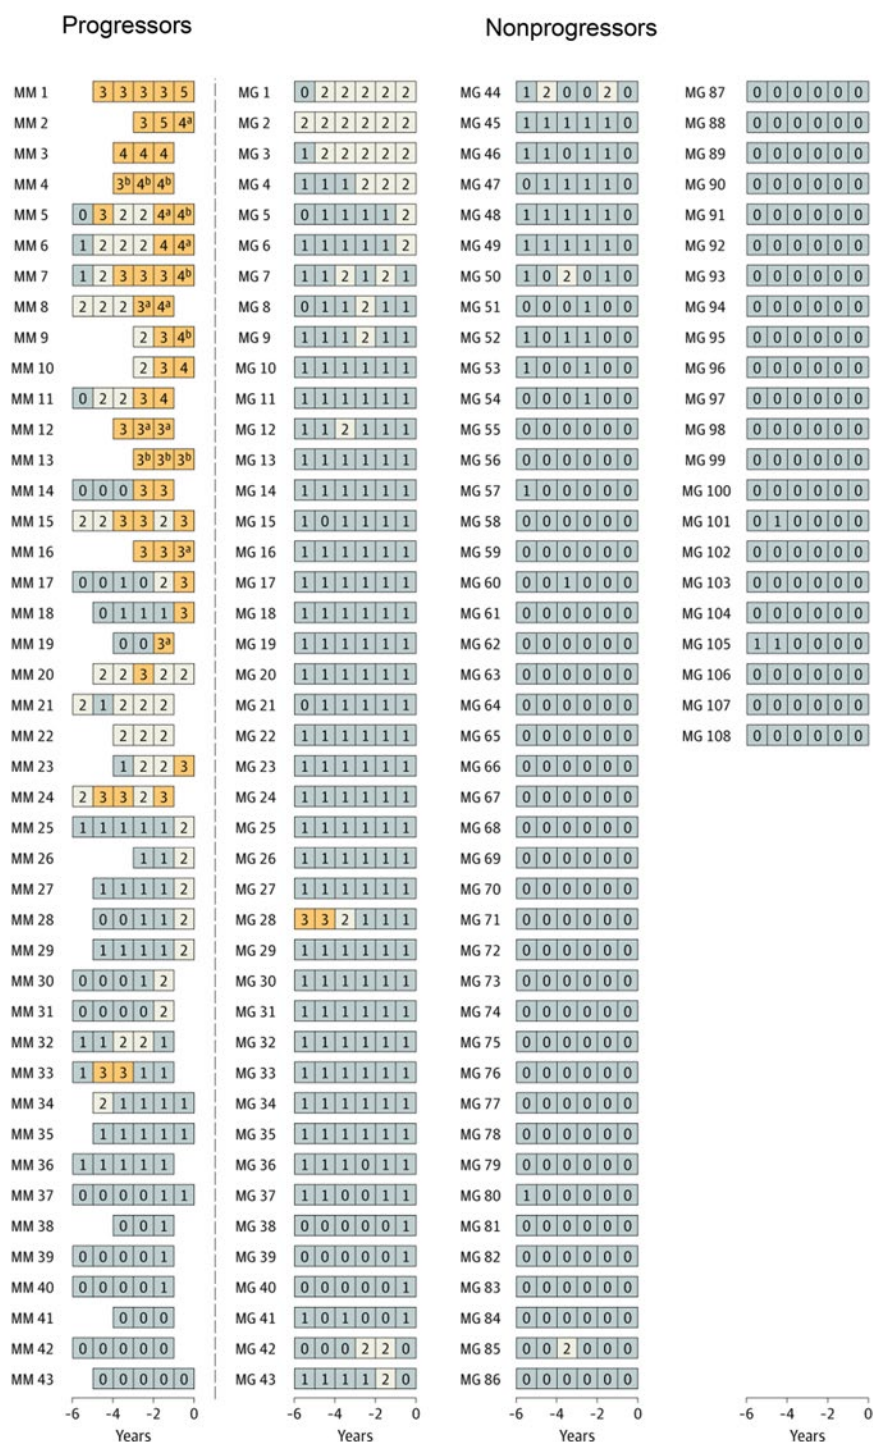 Progressors
MM 1 3 3 3 3 5
MM 2 3 5 4ᵃ
MM 3 4 4 4
MM 4 3ᵇ 4ᵇ 4ᵇ
MM 5 0 3 2 2 4ᵃ 4ᵇ
MM 6 1 2 2 2 4 4ᵃ
MM 7 1 2 3 3 3 4ᵇ
MM 8 2 2 2 3ᵃ 4ᵃ
MM 9 2 3 4ᵇ
MM 10 2 3 4
MM 11 0 2 2 3 4
MM 12 3 3ᵃ 3ᵃ
MM 13 3ᵇ 3ᵇ 3ᵇ
MM 14 0 0 0 3 3
MM 15 2 2 3 3 2 3
MM 16 3 3 3ᵃ
MM 17 0 0 1 0 2 3
MM 18 0 1 1 1 3
MM 19 0 0 3ᵃ
MM 20 2 2 3 2 2
MM 21 2 1 2 2 2
MM 22 2 2 2
MM 23 1 2 2 3
MM 24 2 3 3 2 3
MM 25 1 1 1 1 1 2
MM 26 1 1 2
MM 27 1 1 1 1 2
MM 28 0 0 1 1 2
MM 29 1 1 1 1 2
MM 30 0 0 0 1 2
MM 31 0 0 0 0 2
MM 32 1 1 2 2 1
MM 33 1 3 3 1 1
MM 34 2 1 1 1 1
MM 35 1 1 1 1 1
MM 36 1 1 1 1 1
MM 37 0 0 0 0 1 1
MM 38 0 0 1
MM 39 0 0 0 0 1
MM 40 0 0 0 0 1
MM 41 0 0 0
MM 42 0 0 0 0 0
MM 43 0 0 0 0 0
-6 -4 -2 0
Years
Nonprogressors
MG 1 0 2 2 2 2 2
MG 2 2 2 2 2 2 2
MG 3 1 2 2 2 2 2
MG 4 1 1 1 2 2 2
MG 5 0 1 1 1 1 2
MG 6 1 1 1 1 1 2
MG 7 1 1 2 1 2 1
MG 8 0 1 1 2 1 1
MG 9 1 1 1 2 1 1
MG 10 1 1 1 1 1 1
MG 11 1 1 1 1 1 1
MG 12 1 1 2 1 1 1
MG 13 1 1 1 1 1 1
MG 14 1 1 1 1 1 1
MG 15 1 0 1 1 1 1
MG 16 1 1 1 1 1 1
MG 17 1 1 1 1 1 1
MG 18 1 1 1 1 1 1
MG 19 1 1 1 1 1 1
MG 20 1 1 1 1 1 1
MG 21 0 1 1 1 1 1
MG 22 1 1 1 1 1 1
MG 23 1 1 1 1 1 1
MG 24 1 1 1 1 1 1
MG 25 1 1 1 1 1 1
MG 26 1 1 1 1 1 1
MG 27 1 1 1 1 1 1
MG 28 3 3 2 1 1 1
MG 29 1 1 1 1 1 1
MG 30 1 1 1 1 1 1
MG 31 1 1 1 1 1 1
MG 32 1 1 1 1 1 1
MG 33 1 1 1 1 1 1
MG 34 1 1 1 1 1 1
MG 35 1 1 1 1 1 1
MG 36 1 1 1 0 1 1
MG 37 1 1 0 0 1 1
MG 38 0 0 0 0 0 1
MG 39 0 0 0 0 0 1
MG 40 0 0 0 0 0 1
MG 41 1 0 1 0 0 1
MG 42 0 0 0 2 2 0
MG 43 1 1 1 1 2 0
-6 -4 -2 0
Years
MG 44 1 2 0 0 2 0
MG 45 1 1 1 1 1 0
MG 46 1 1 0 1 1 0
MG 47 0 1 1 1 1 0
MG 48 1 1 1 1 1 0
MG 49 1 1 1 1 1 0
MG 50 1 0 2 0 1 0
MG 51 0 0 0 1 0 0
MG 52 1 0 1 1 0 0
MG 53 1 0 0 1 0 0
MG 54 0 0 0 1 0 0
MG 55 0 0 0 0 0 0
MG 56 0 0 0 0 0 0
MG 57 1 0 0 0 0 0
MG 58 0 0 0 0 0 0
MG 59 0 0 0 0 0 0
MG 60 0 0 1 0 0 0
MG 61 0 0 0 0 0 0
MG 62 0 0 0 0 0 0
MG 63 0 0 0 0 0 0
MG 64 0 0 0 0 0 0
MG 65 0 0 0 0 0 0
MG 66 0 0 0 0 0 0
MG 67 0 0 0 0 0 0
MG 68 0 0 0 0 0 0
MG 69 0 0 0 0 0 0
MG 70 0 0 0 0 0 0
MG 71 0 0 0 0 0 0
MG 72 0 0 0 0 0 0
MG 73 0 0 0 0 0 0
MG 74 0 0 0 0 0 0
MG 75 0 0 0 0 0 0
MG 76 0 0 0 0 0 0
MG 77 0 0 0 0 0 0
MG 78 0 0 0 0 0 0
MG 79 0 0 0 0 0 0
MG 80 1 0 0 0 0 0
MG 81 0 0 0 0 0 0
MG 82 0 0 0 0 0 0
MG 83 0 0 0 0 0 0
MG 84 0 0 0 0 0 0
MG 85 0 0 2 0 0 0
MG 86 0 0 0 0 0 0
-6 -4 -2 0
Years
MG 87 0 0 0 0 0 0
MG 88 0 0 0 0 0 0
MG 89 0 0 0 0 0 0
MG 90 0 0 0 0 0 0
MG 91 0 0 0 0 0 0
MG 92 0 0 0 0 0 0
MG 93 0 0 0 0 0 0
MG 94 0 0 0 0 0 0
MG 95 0 0 0 0 0 0
MG 96 0 0 0 0 0 0
MG 97 0 0 0 0 0 0
MG 98 0 0 0 0 0 0
MG 99 0 0 0 0 0 0
MG 100 0 0 0 0 0 0
MG 101 0 1 0 0 0 0
MG 102 0 0 0 0 0 0
MG 103 0 0 0 0 0 0
MG 104 0 0 0 0 0 0
MG 105 1 1 0 0 0 0
MG 106 0 0 0 0 0 0
MG 107 0 0 0 0 0 0
MG 108 0 0 0 0 0 0
-6 -4 -2 0
Years